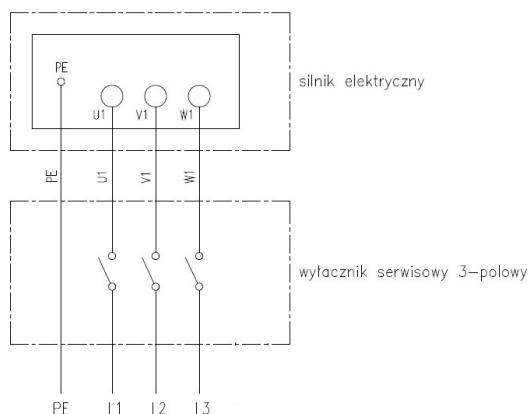 PE
U1 V1 W1
silnik elektryczny
PE U1 V1 W1
wyłacznik serwisowy 3-polowy
PE L1 L2 L3